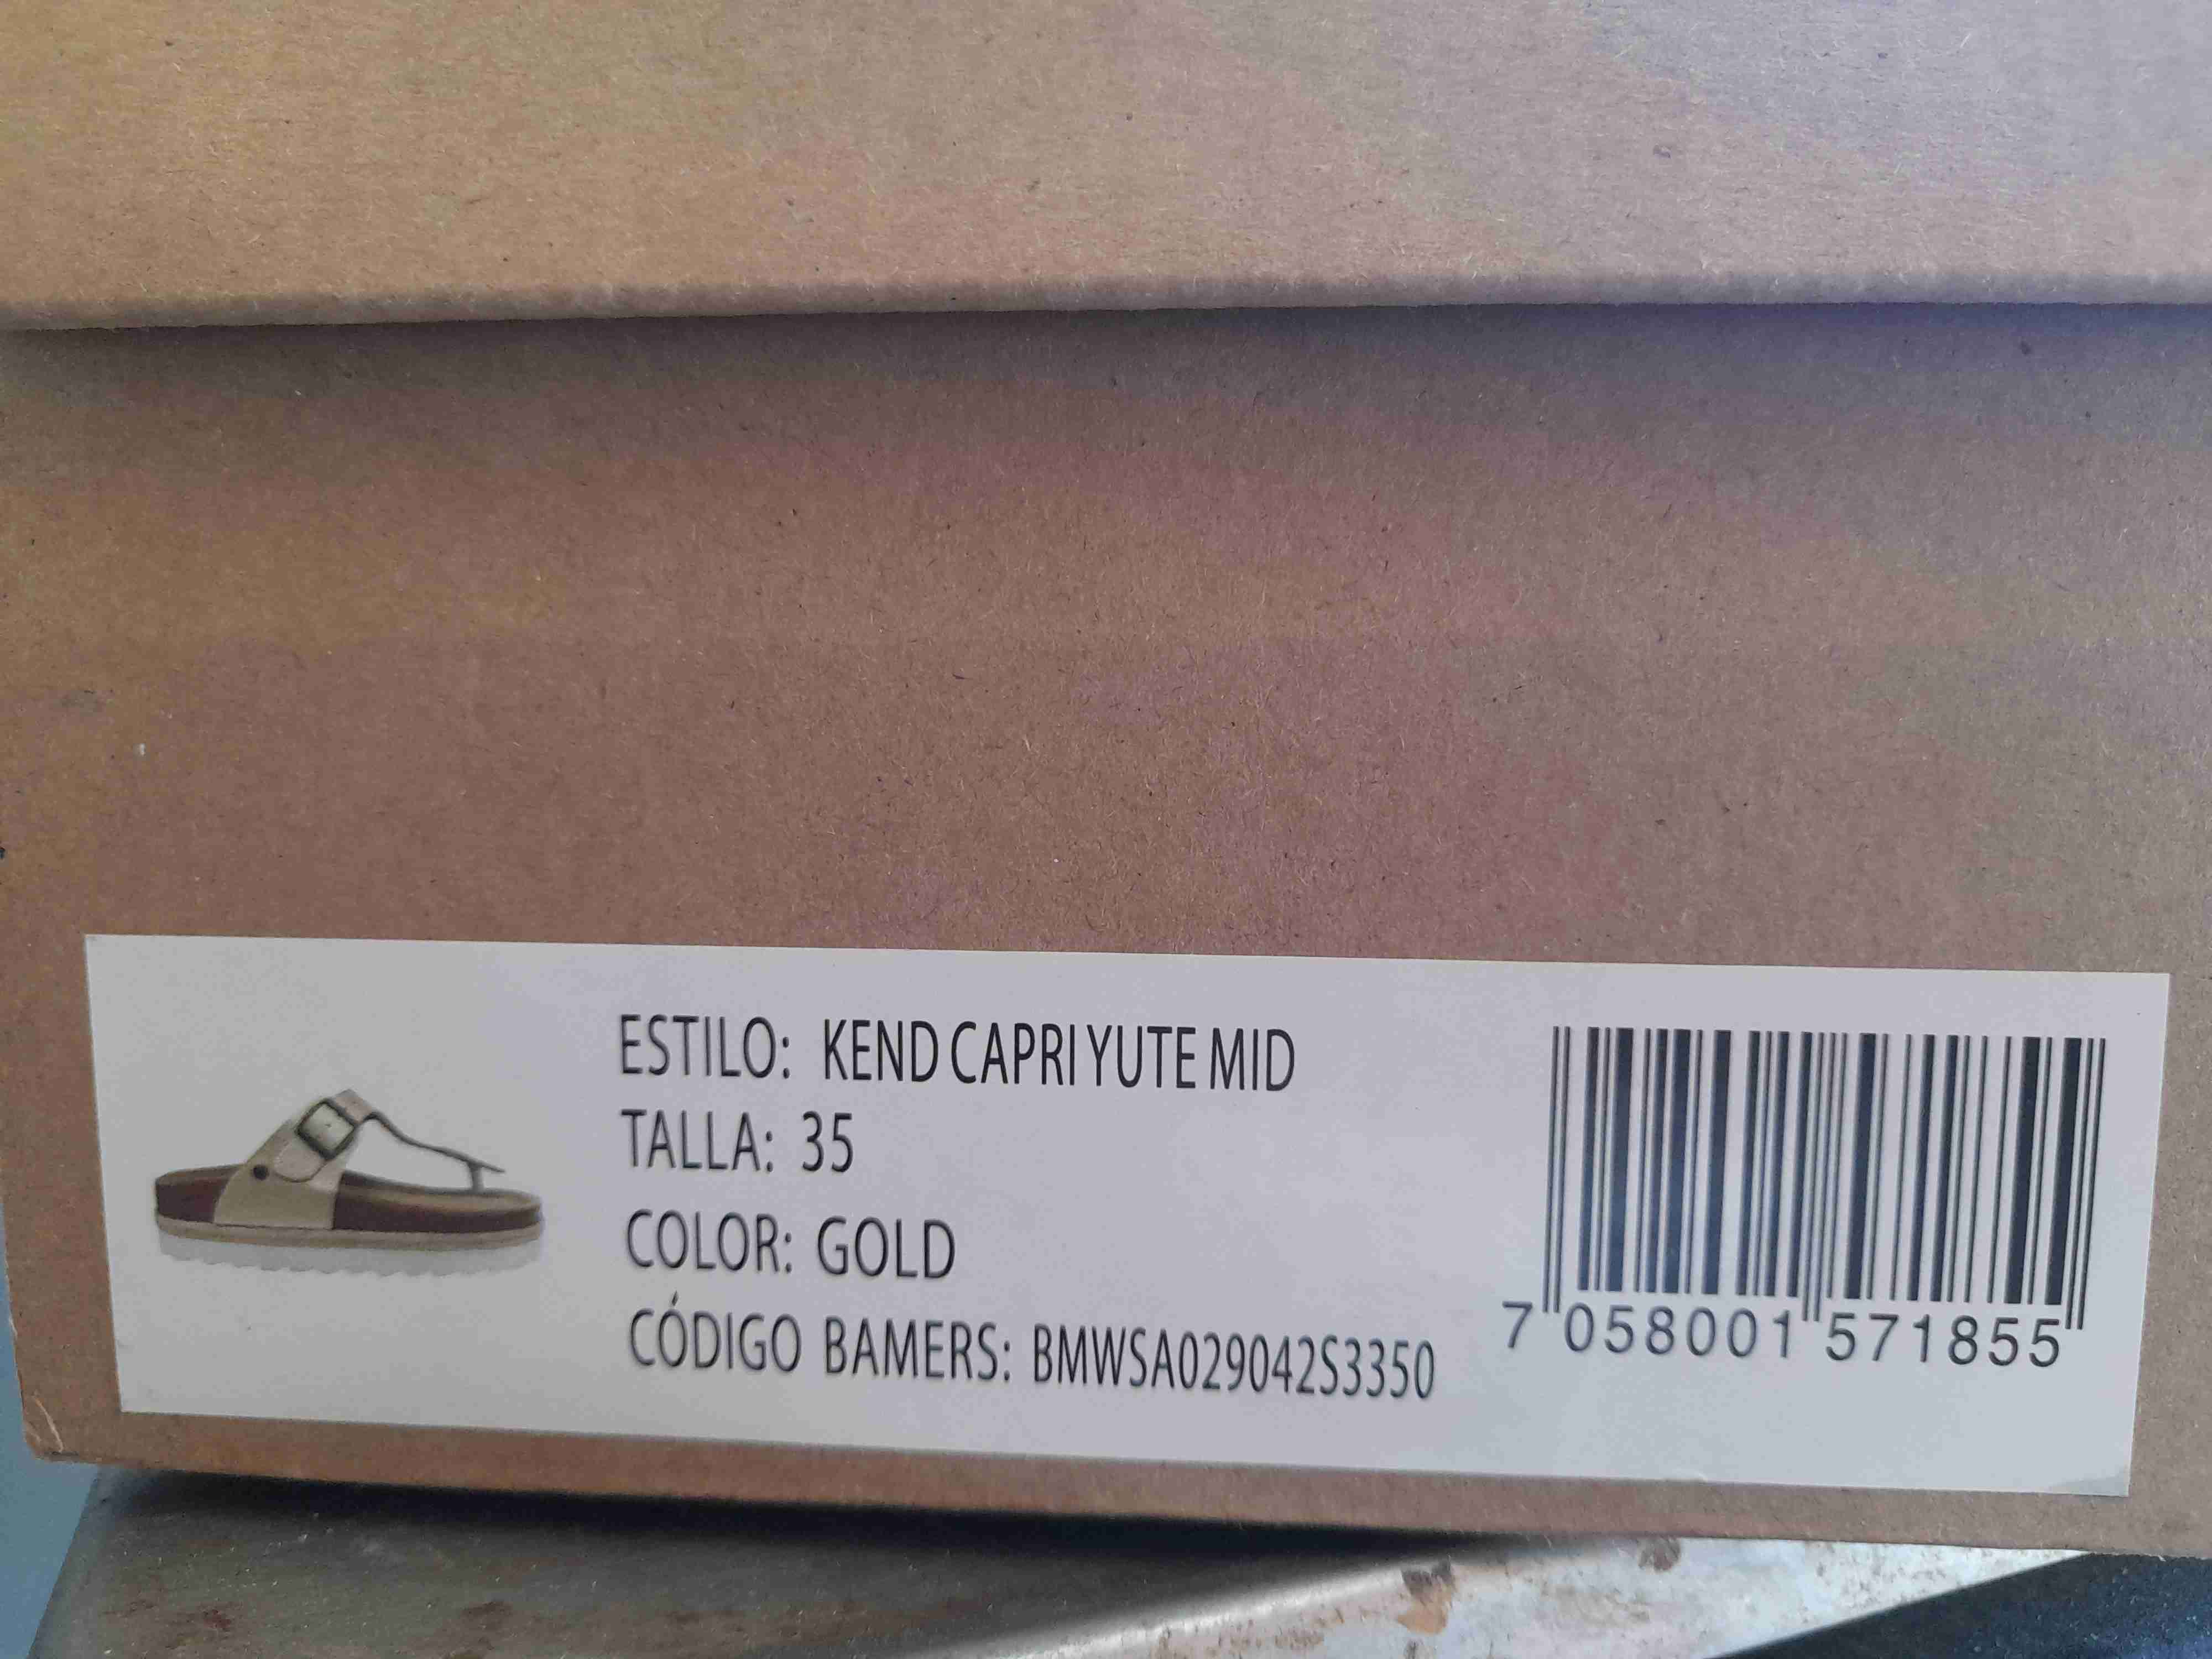 ESTILO: KEND CAPRI YUTE MID
TALLA: 35
COLOR: GOLD
CÓDIGO BAMERS: BMWSA029042S3350
7 058001 571855